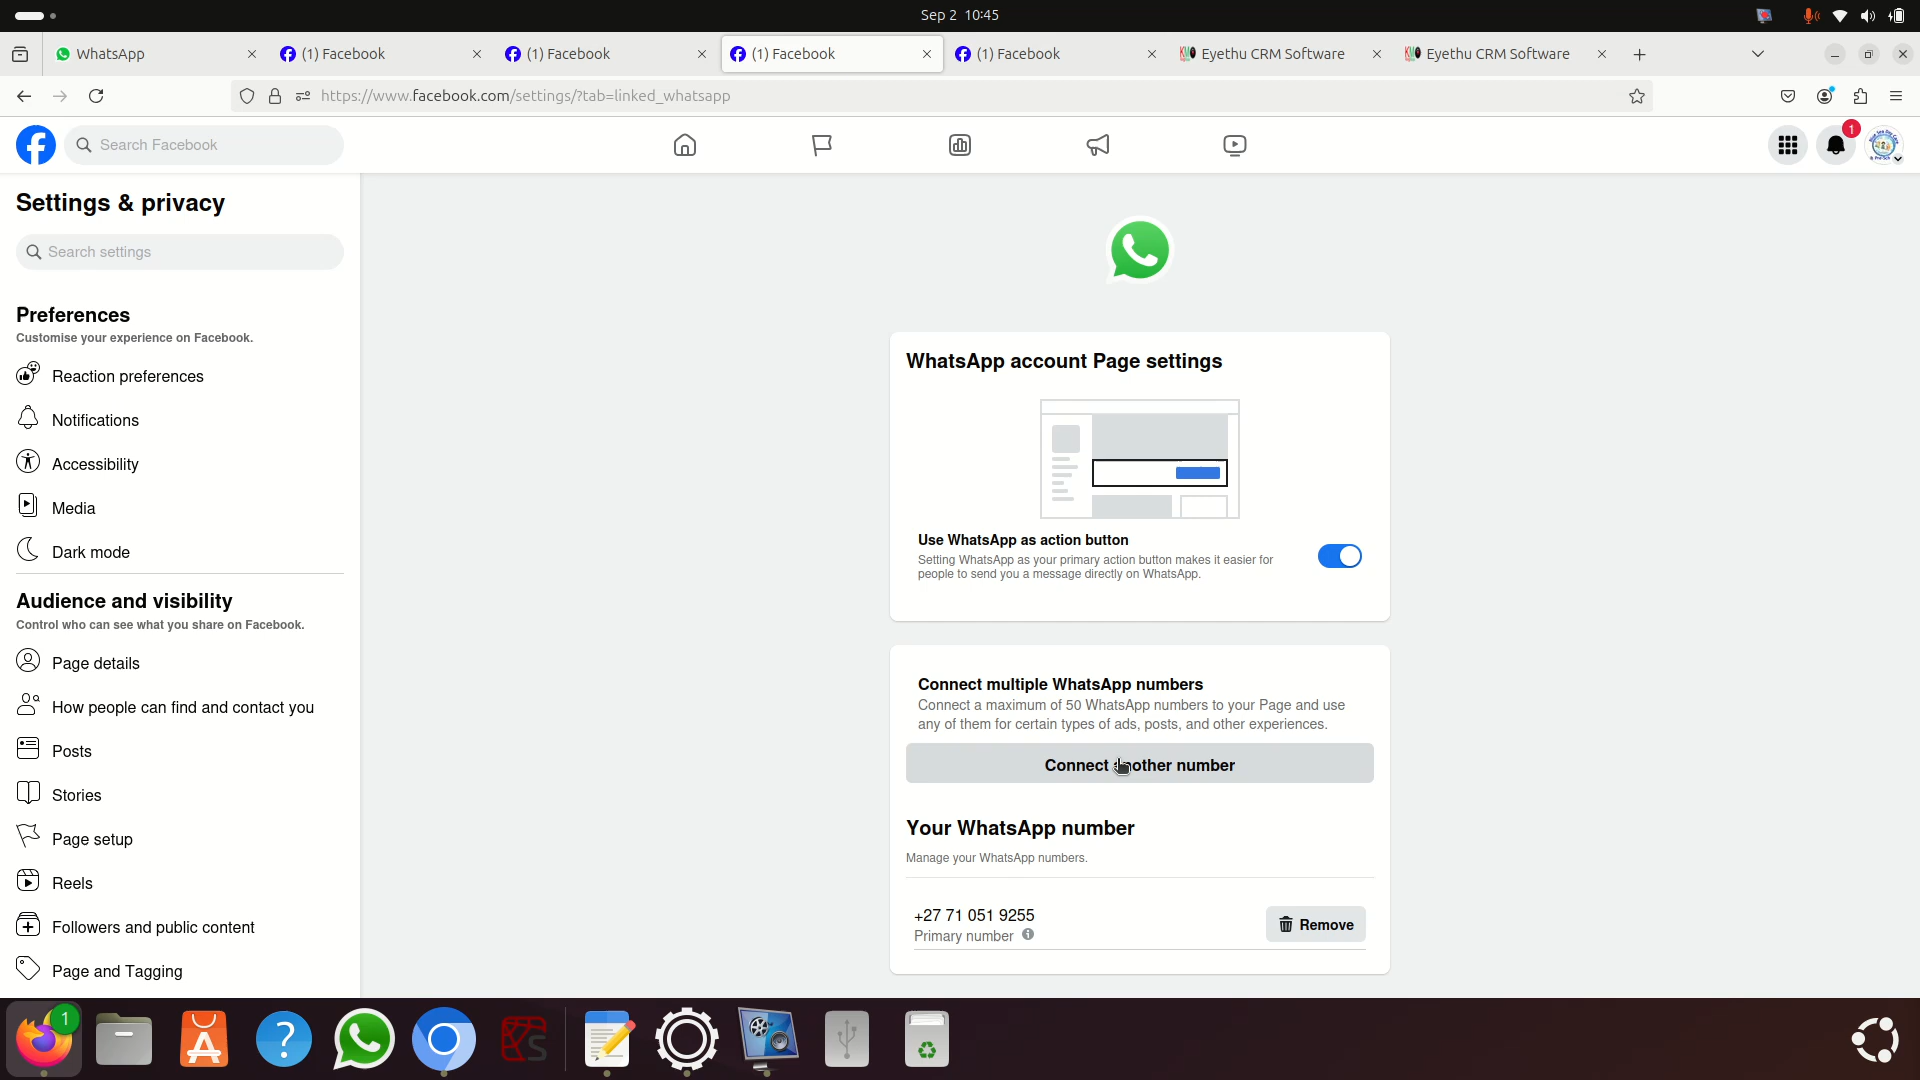 Sep 2 10:45
WhatsApp
(1) Facebook
(1) Facebook
(1) Facebook
(1) Facebook
Eyethu CRM Software
Eyethu CRM Software
https://www.facebook.com/settings/?tab=linked_whatsapp
Search Facebook
1
Settings & privacy
Search settings
Preferences
Customise your experience on Facebook.
Reaction preferences
Notifications
Accessibility
Media
Dark mode
Audience and visibility
Control who can see what you share on Facebook.
Page details
How people can find and contact you
Posts
Stories
Page setup
Reels
Followers and public content
Page and Tagging
WhatsApp account Page settings
Use WhatsApp as action button
Setting WhatsApp as your primary action button makes it easier for
people to send you a message directly on WhatsApp.
Connect multiple WhatsApp numbers
Connect a maximum of 50 WhatsApp numbers to your Page and use
any of them for certain types of ads, posts, and other experiences.
Connect another number
Your WhatsApp number
Manage your WhatsApp numbers.
+27 71 051 9255
Primary number
Remove
1